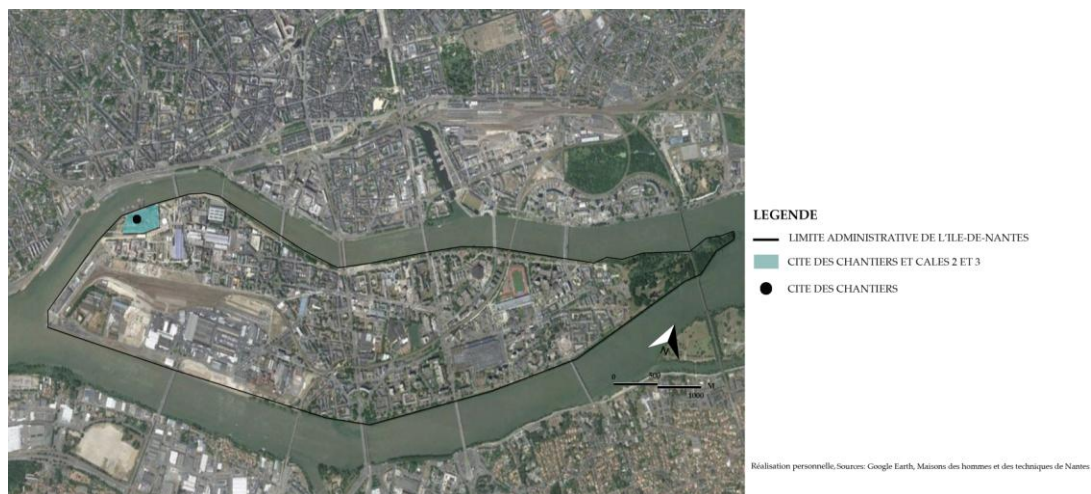 LEGENDE
LIMITE ADMINISTRATIVE DE L'ILE-DE-NANTES
CITE DES CHANTIERS ET CALES 2 ET 3
CITE DES CHANTIERS
N
0 500 M
1000
Réalisation personnelle, Sources: Google Earth, Maisons des hommes et des techniques de Nantes